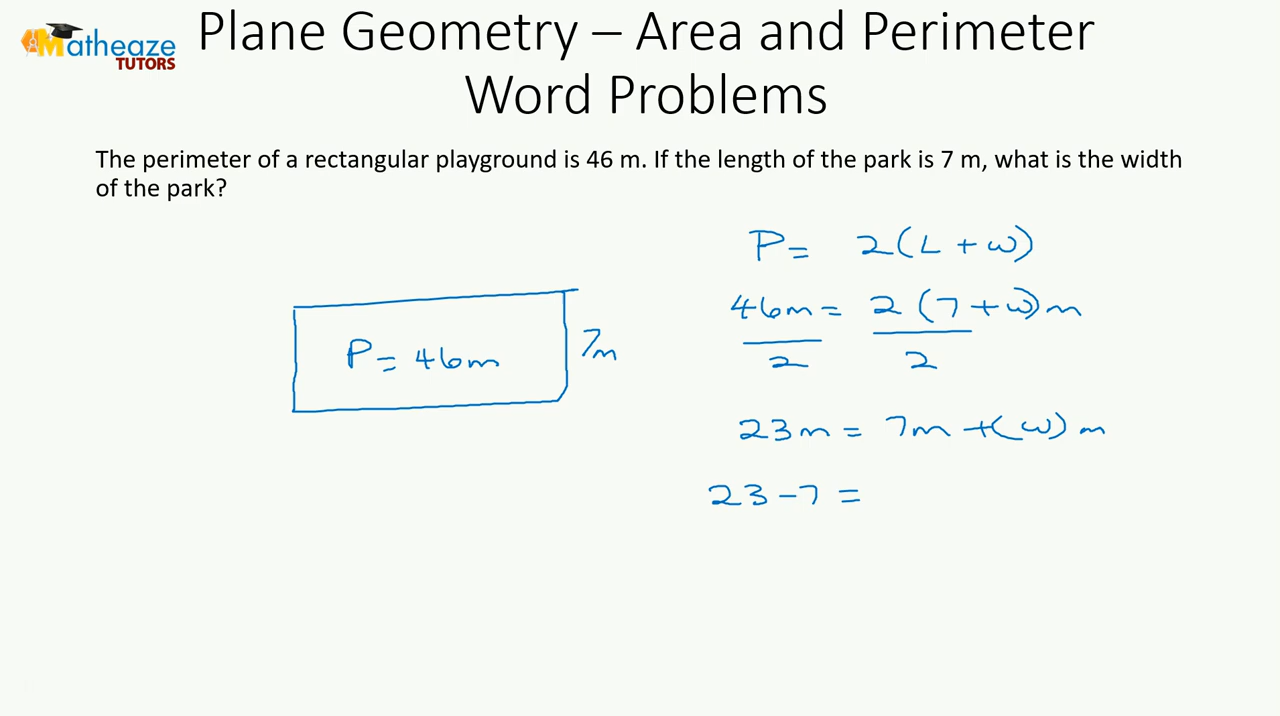 Matheaze
TUTORS
Plane Geometry – Area and Perimeter
Word Problems
The perimeter of a rectangular playground is 46 m. If the length of the park is 7 m, what is the width
of the park?
P = 2(L + w)
46m = 2 (7 + w)m
2 2
P = 46m
7m
23m = 7m +(w) m
23 - 7 =